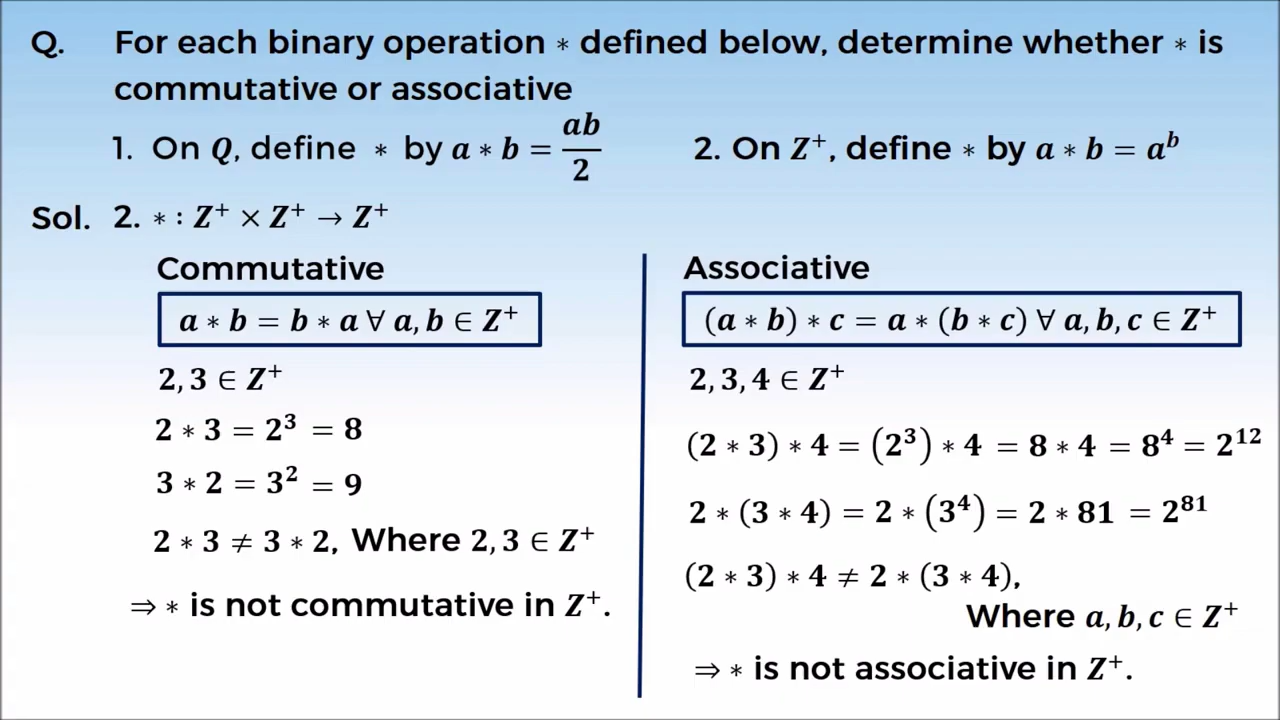 Q. For each binary operation ∗ defined below, determine whether ∗ is
commutative or associative
1. On Q, define ∗ by a ∗ b = ab/2 2. On Z⁺, define ∗ by a ∗ b = aᵇ
Sol. 2. ∗ : Z⁺ × Z⁺ → Z⁺
Commutative
a ∗ b = b ∗ a ∀ a, b ∈ Z⁺
2, 3 ∈ Z⁺
2 ∗ 3 = 2³ = 8
3 ∗ 2 = 3² = 9
2 ∗ 3 ≠ 3 ∗ 2, Where 2, 3 ∈ Z⁺
⇒ ∗ is not commutative in Z⁺.
Associative
(a ∗ b) ∗ c = a ∗ (b ∗ c) ∀ a, b, c ∈ Z⁺
2, 3, 4 ∈ Z⁺
(2 ∗ 3) ∗ 4 = (2³) ∗ 4 = 8 ∗ 4 = 8⁴ = 2¹²
2 ∗ (3 ∗ 4) = 2 ∗ (3⁴) = 2 ∗ 81 = 2⁸¹
(2 ∗ 3) ∗ 4 ≠ 2 ∗ (3 ∗ 4),
Where a, b, c ∈ Z⁺
⇒ ∗ is not associative in Z⁺.